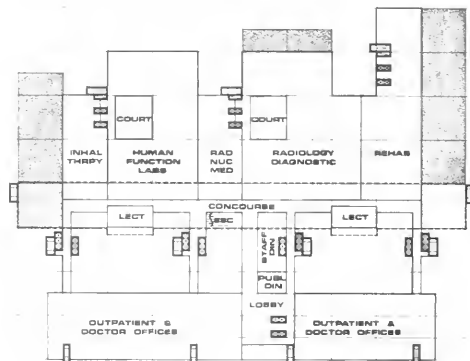 COURT
COURT
INHAL
THRPY
HUMAN
FUNCTION
LABS
RAD
NUC
MED
RADIOLOGY
DIAGNOSTIC
REHAB
CONCOURSE
LECT
ESC
LECT
STAFF
DIN
PUBL
DIN
LOBBY
OUTPATIENT &
DOCTOR OFFICES
OUTPATIENT &
DOCTOR OFFICES